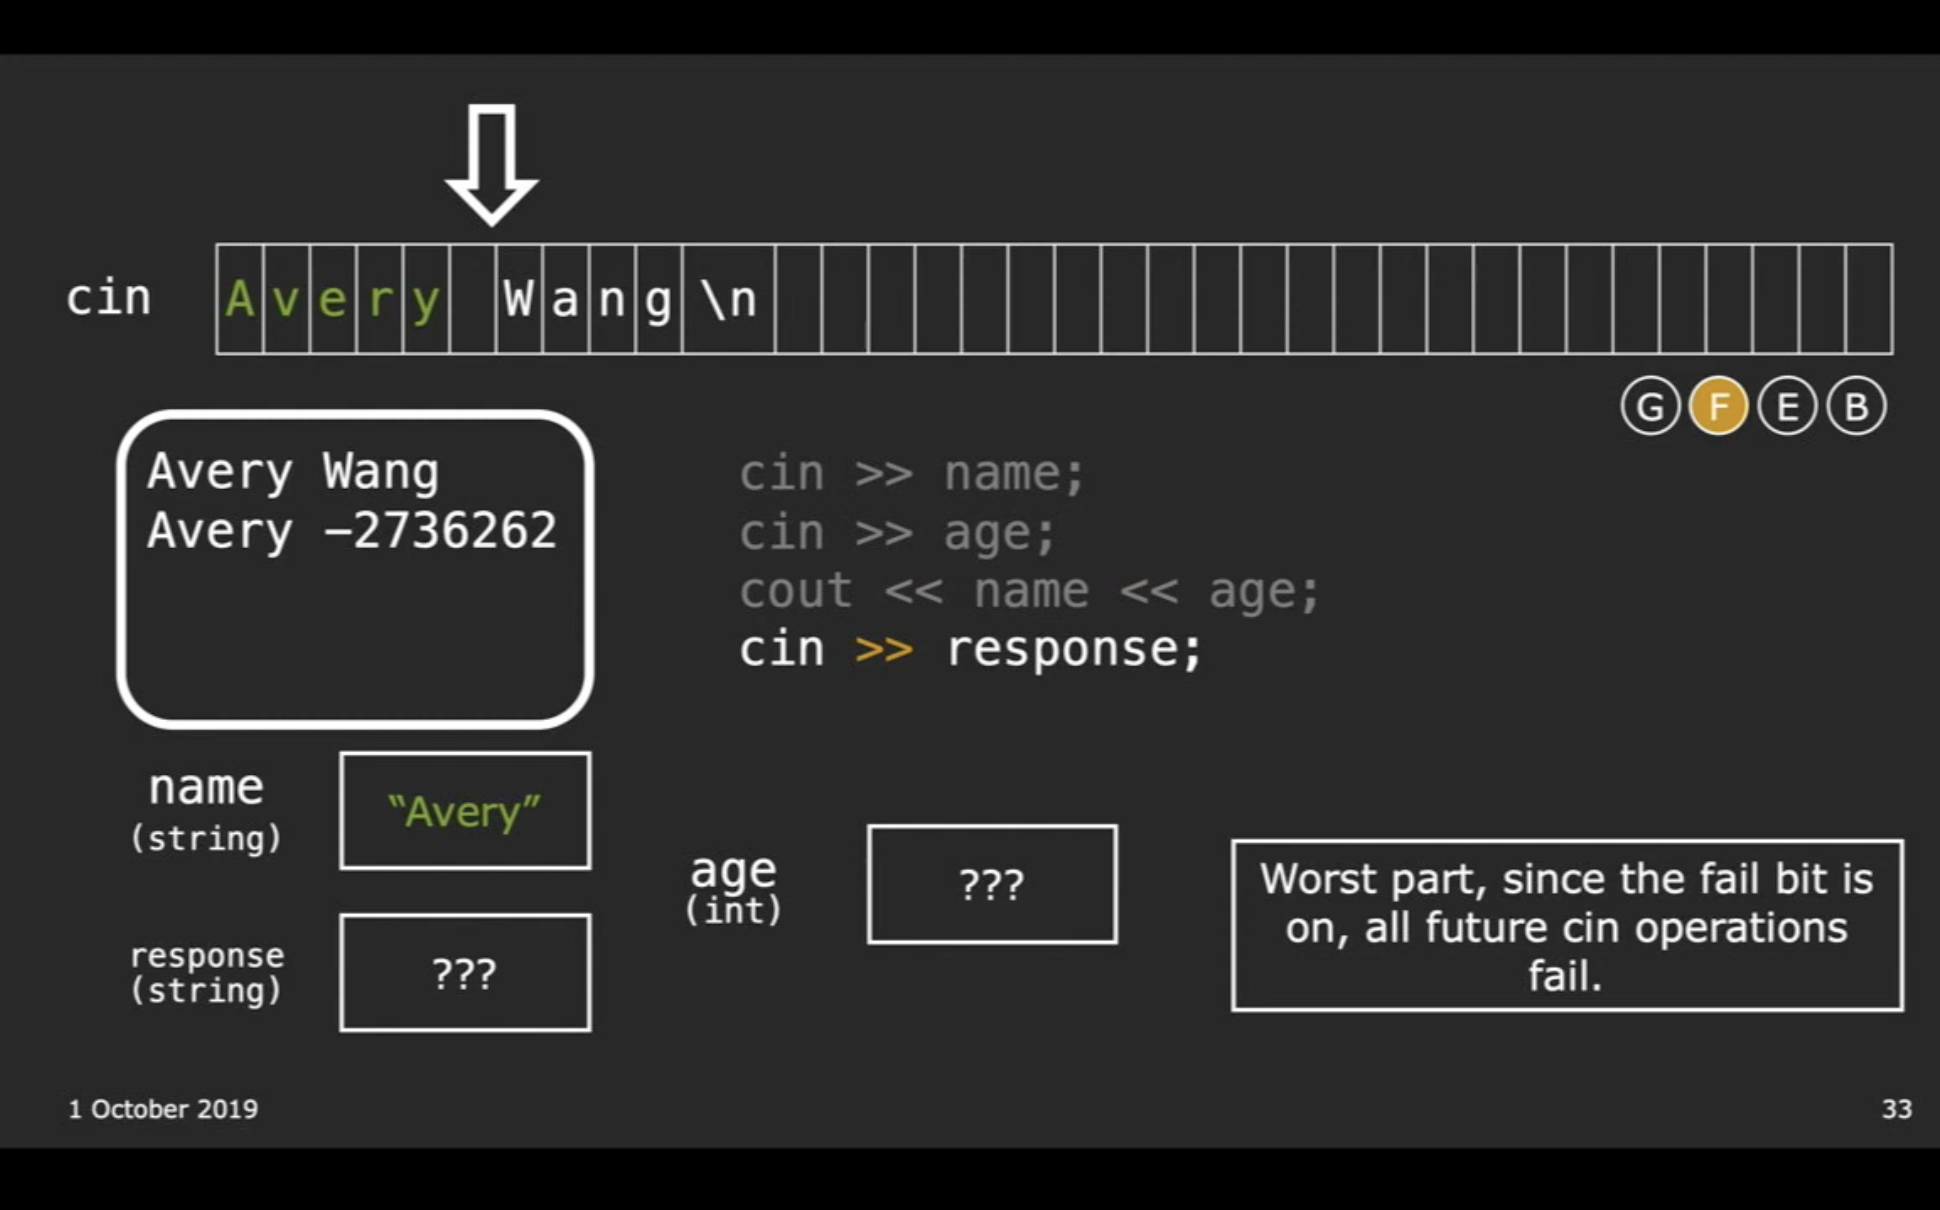 cin Avery Wang\n
G F E B
Avery Wang
Avery −2736262
cin >> name;
cin >> age;
cout << name << age;
cin >> response;
name
(string)
“Avery”
age
(int)
???
response
(string)
???
Worst part, since the fail bit is
on, all future cin operations
fail.
1 October 2019
33